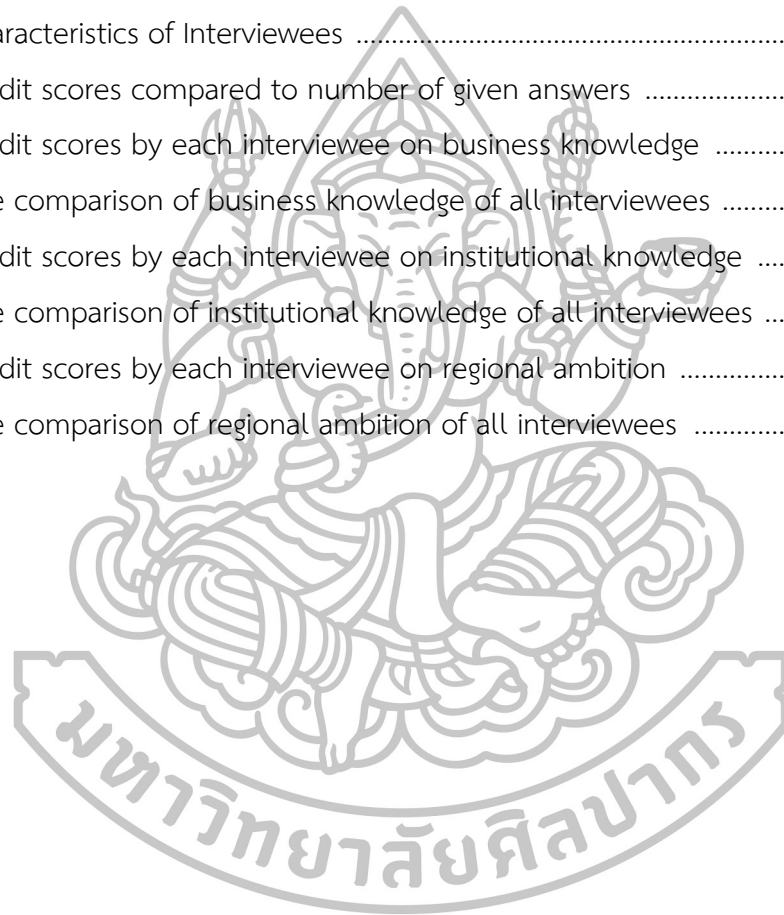 aracteristics of Interviewees ..................................................................
dit scores compared to number of given answers .....................
dit scores by each interviewee on business knowledge ..........
e comparison of business knowledge of all interviewees .........
dit scores by each interviewee on institutional knowledge ....
e comparison of institutional knowledge of all interviewees ...
dit scores by each interviewee on regional ambition ...............
e comparison of regional ambition of all interviewees .............
มหาวิทยาลัยศิลปากร